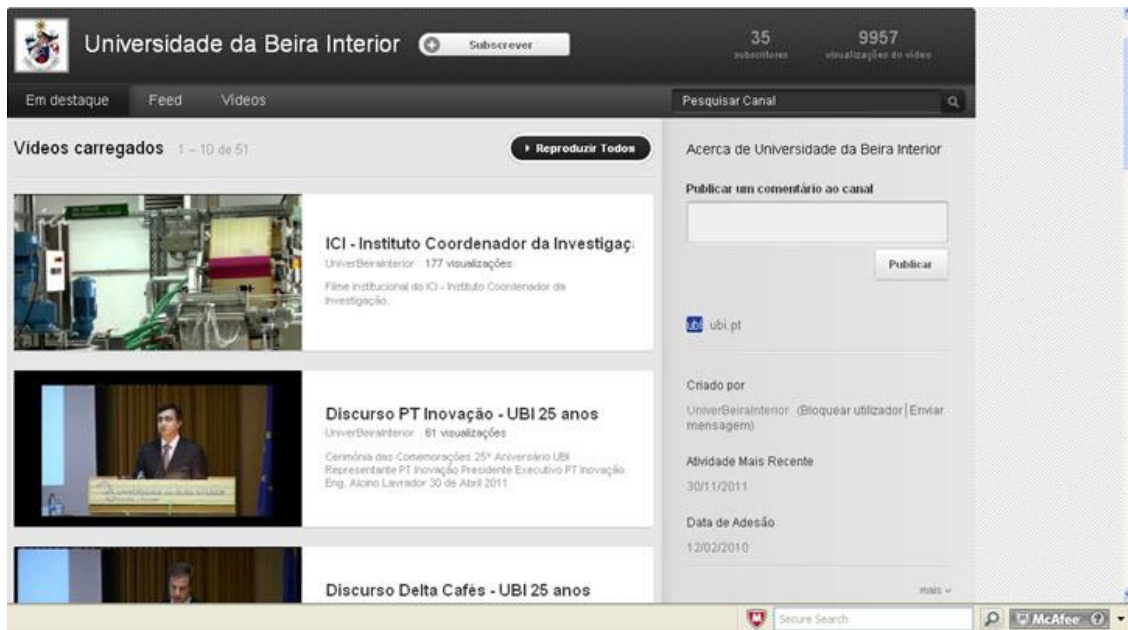 Universidade da Beira Interior
Subscrever
35
subscritores
9957
visualizações do vídeo
Em destaque
Feed
Vídeos
Pesquisar Canal
Vídeos carregados
1 – 10 de 51
Reproduzir Todos
ICI - Instituto Coordenador da Investigaç
UniverBeiraInterior 177 visualizações
Filme institucional do ICI - Instituto Coordenador da
Investigação.
Discurso PT Inovação - UBI 25 anos
UniverBeiraInterior 61 visualizações
Cerimónia das Comemorações 25º Aniversário UBI
Representante PT Inovação Presidente Executivo PT Inovação
Eng. Alcino Lavrador 30 de Abril 2011
Discurso Delta Cafés - UBI 25 anos
Acerca de Universidade da Beira Interior
Publicar um comentário ao canal
Publicar
ubi ubi.pt
Criado por
UniverBeiraInterior (Bloquear utilizador|Enviar
mensagem)
Atividade Mais Recente
30/11/2011
Data de Adesão
12/02/2010
mais
Secure Search
McAfee